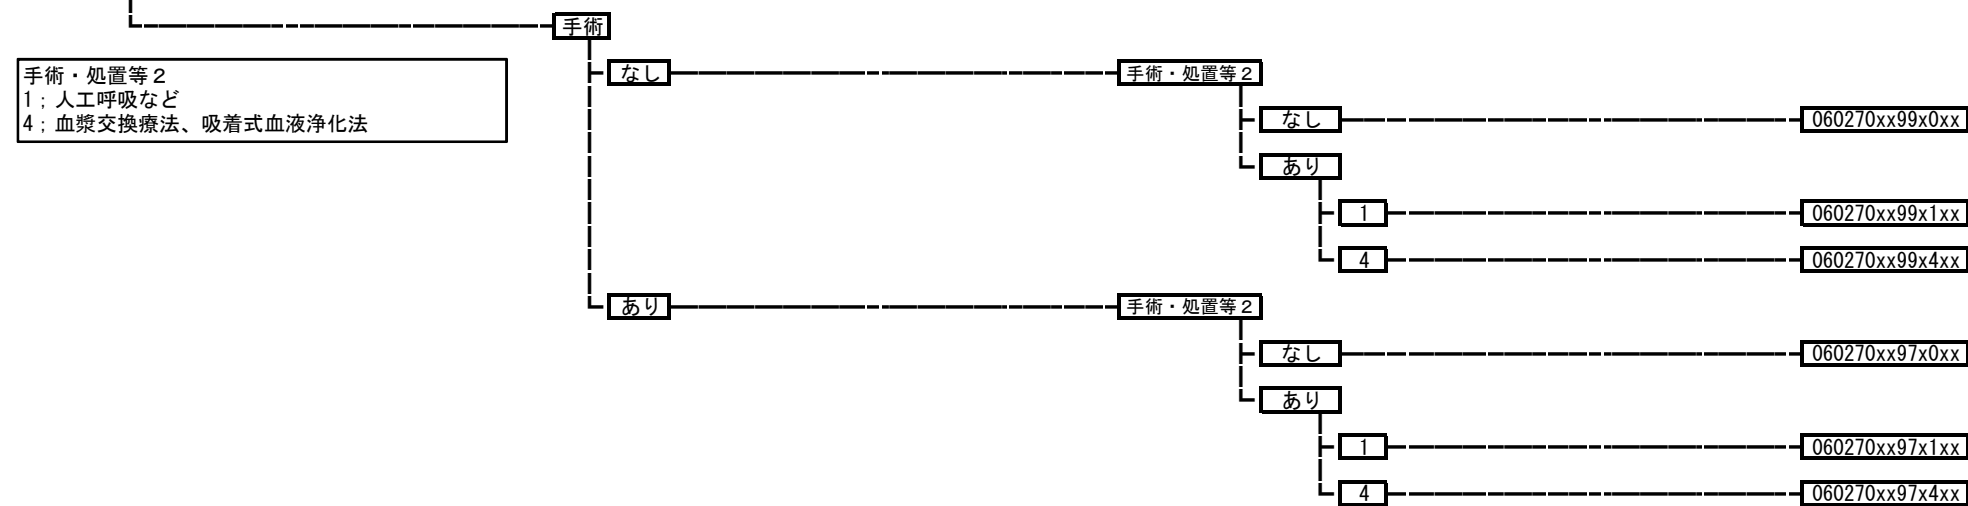 手術
手術・処置等２
1；人工呼吸など
4；血漿交換療法、吸着式血液浄化法
なし
手術・処置等２
なし
060270xx99x0xx
あり
1
060270xx99x1xx
4
060270xx99x4xx
あり
手術・処置等２
なし
060270xx97x0xx
あり
1
060270xx97x1xx
4
060270xx97x4xx